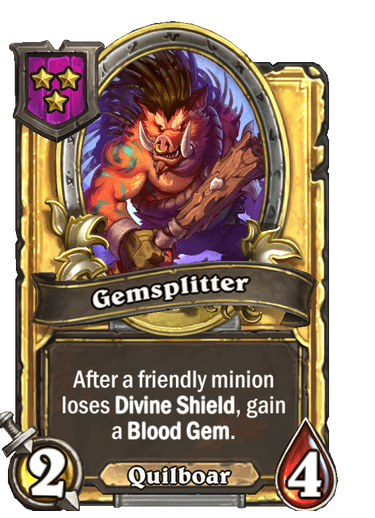 Gemsplitter
After a friendly minion
loses Divine Shield, gain
a Blood Gem.
2
Quilboar
4